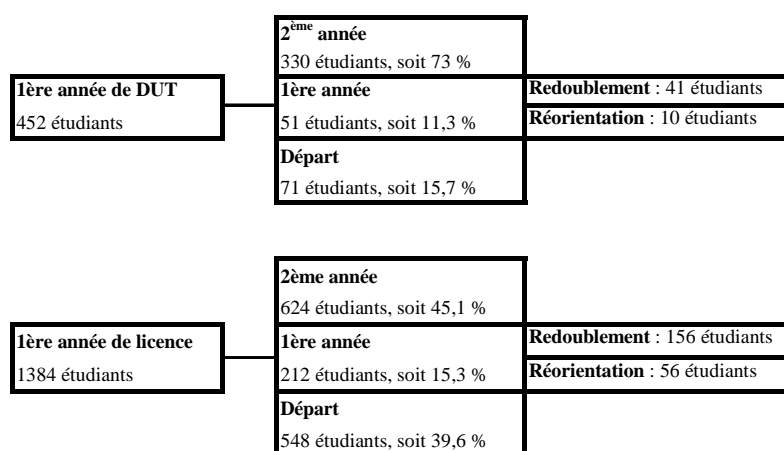 2ème année
330 étudiants, soit 73 %
1ère année de DUT
452 étudiants
1ère année
51 étudiants, soit 11,3 %
Redoublement : 41 étudiants
Réorientation : 10 étudiants
Départ
71 étudiants, soit 15,7 %
2ème année
624 étudiants, soit 45,1 %
1ère année de licence
1384 étudiants
1ère année
212 étudiants, soit 15,3 %
Redoublement : 156 étudiants
Réorientation : 56 étudiants
Départ
548 étudiants, soit 39,6 %